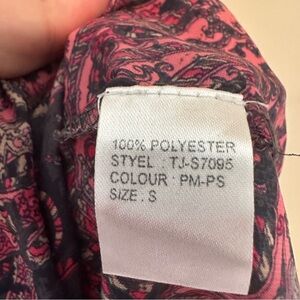 100% POLYESTER
STYEL : TJ-S7095
COLOUR : PM-PS
SIZE : S